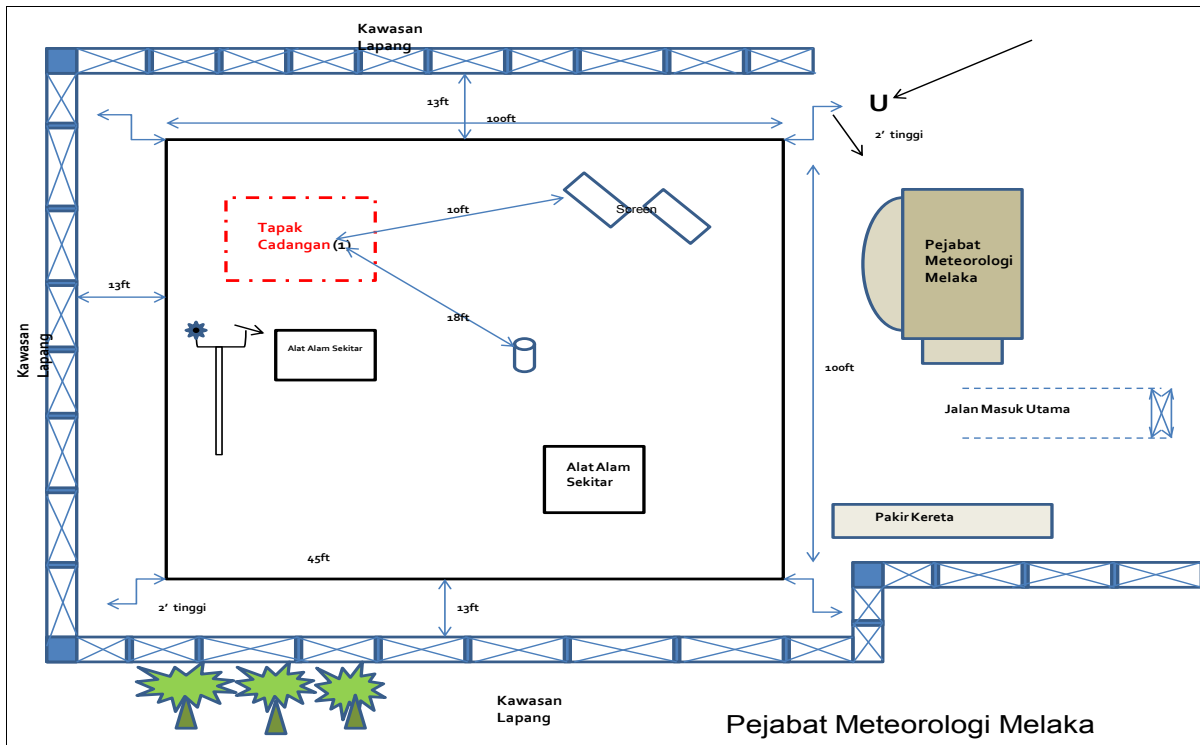 Kawasan
Lapang
13ft
100ft
U
2' tinggi
10ft
Screen
Tapak
Cadangan (1)
Pejabat
Meteorologi
Melaka
13ft
18ft
Kawasan
Lapang
Alat Alam Sekitar
100ft
Jalan Masuk Utama
Alat Alam
Sekitar
Pakir Kereta
45ft
2' tinggi
13ft
Kawasan
Lapang
Pejabat Meteorologi Melaka